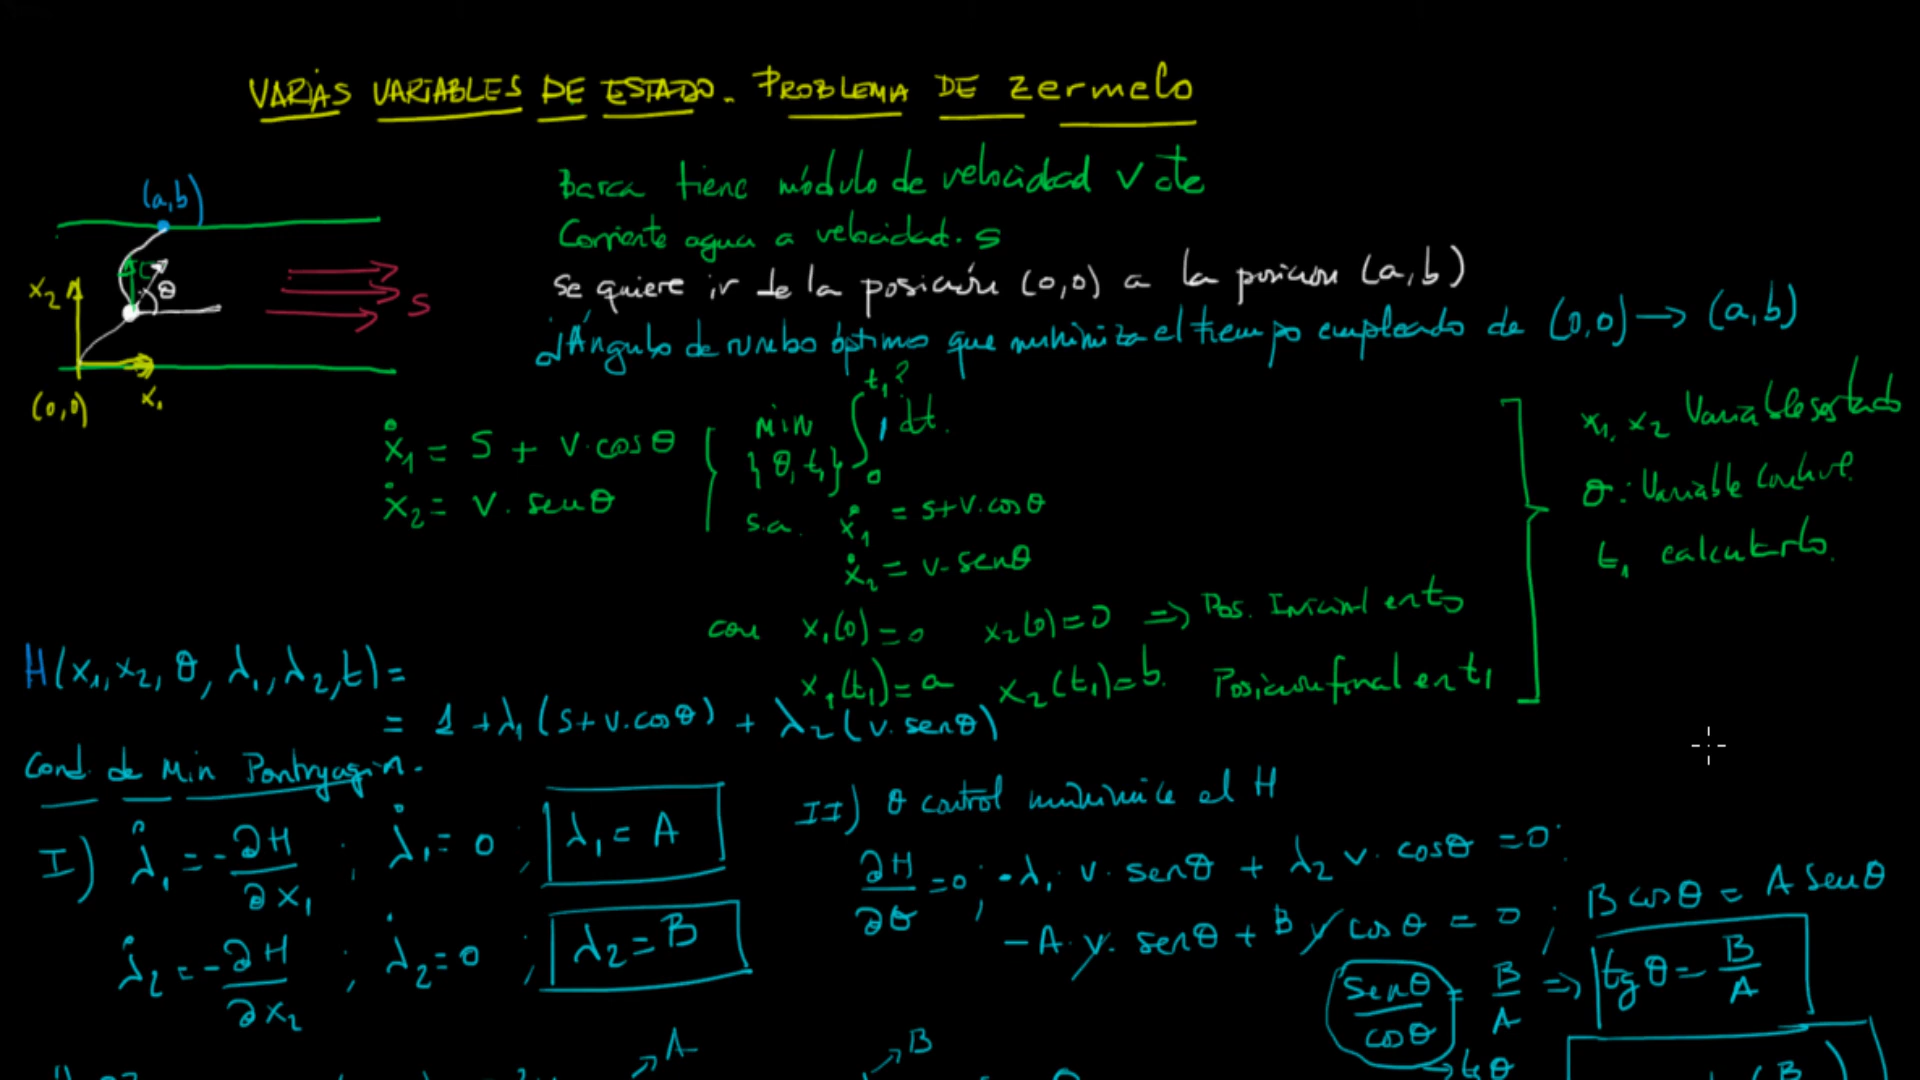 VARIAS VARIABLES DE ESTADO. PROBLEMA DE Zermelo
(a,b)
Barca tiene módulo de velocidad V cte
Corriente agua a velocidad. S
Se quiere ir de la posición (0,0) a la posición (a,b)
¿Ángulo de rumbo óptimo que minimiza el tiempo empleado de (0,0) → (a,b)
θ
x₂
S
(0,0)
x₁
ẋ₁ = S + V·cosθ
ẋ₂ = V·senθ
min ∫₀^t₁? 1 dt.
{θ, t₁}
s.a. ẋ₁ = s+v.cosθ
ẋ₂ = v·senθ
con x₁(0)=0 x₂(0)=0 ⇒ Pos. Inicial en t₀
x₁(t₁)=a x₂(t₁)=b. Posición final en t₁
x₁, x₂ Variables estado
θ: Variable control.
t₁ calcularlo.
H(x₁, x₂, θ, λ₁, λ₂, t) =
= 1 + λ₁(s+v.cosθ) + λ₂(v.senθ)
Cond. de Min Pontryagin.
I) λ̇₁ = -∂H/∂x₁ ; λ̇₁ = 0 ; λ₁ = A
λ̇₂ = -∂H/∂x₂ ; λ̇₂ = 0 ; λ₂ = B
II) θ control minimice el H
∂H/∂θ = 0 ; -λ₁·v·senθ + λ₂ v·cosθ = 0.
-A·v·senθ + B v cosθ = 0 ; B cosθ = A senθ
senθ/cosθ = B/A ⇒ tgθ = B/A
→ tgθ
→ A
→ B
θ
(B